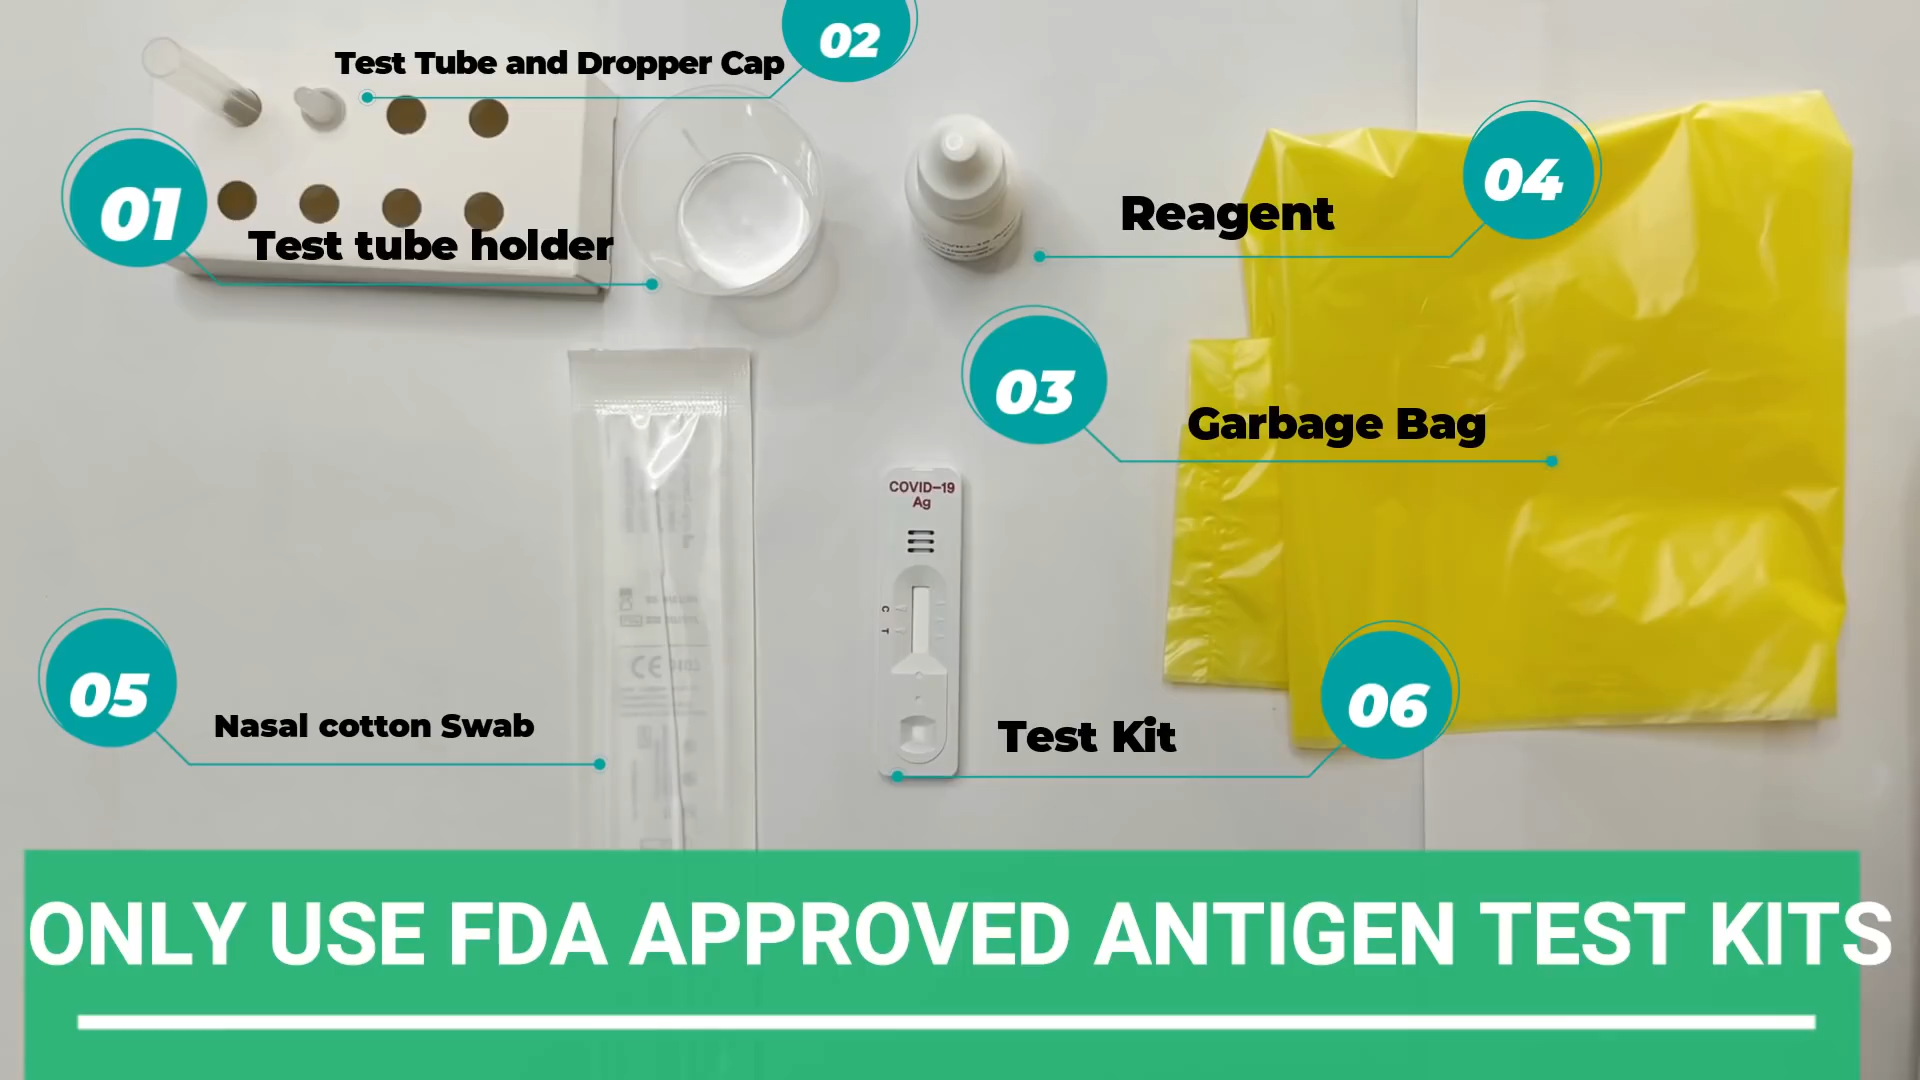 02
Test Tube and Dropper Cap
01
Test tube holder
04
Reagent
03
Garbage Bag
COVID-19
Ag
C
T
05
Nasal cotton Swab
CE
06
Test Kit
ONLY USE FDA APPROVED ANTIGEN TEST KITS